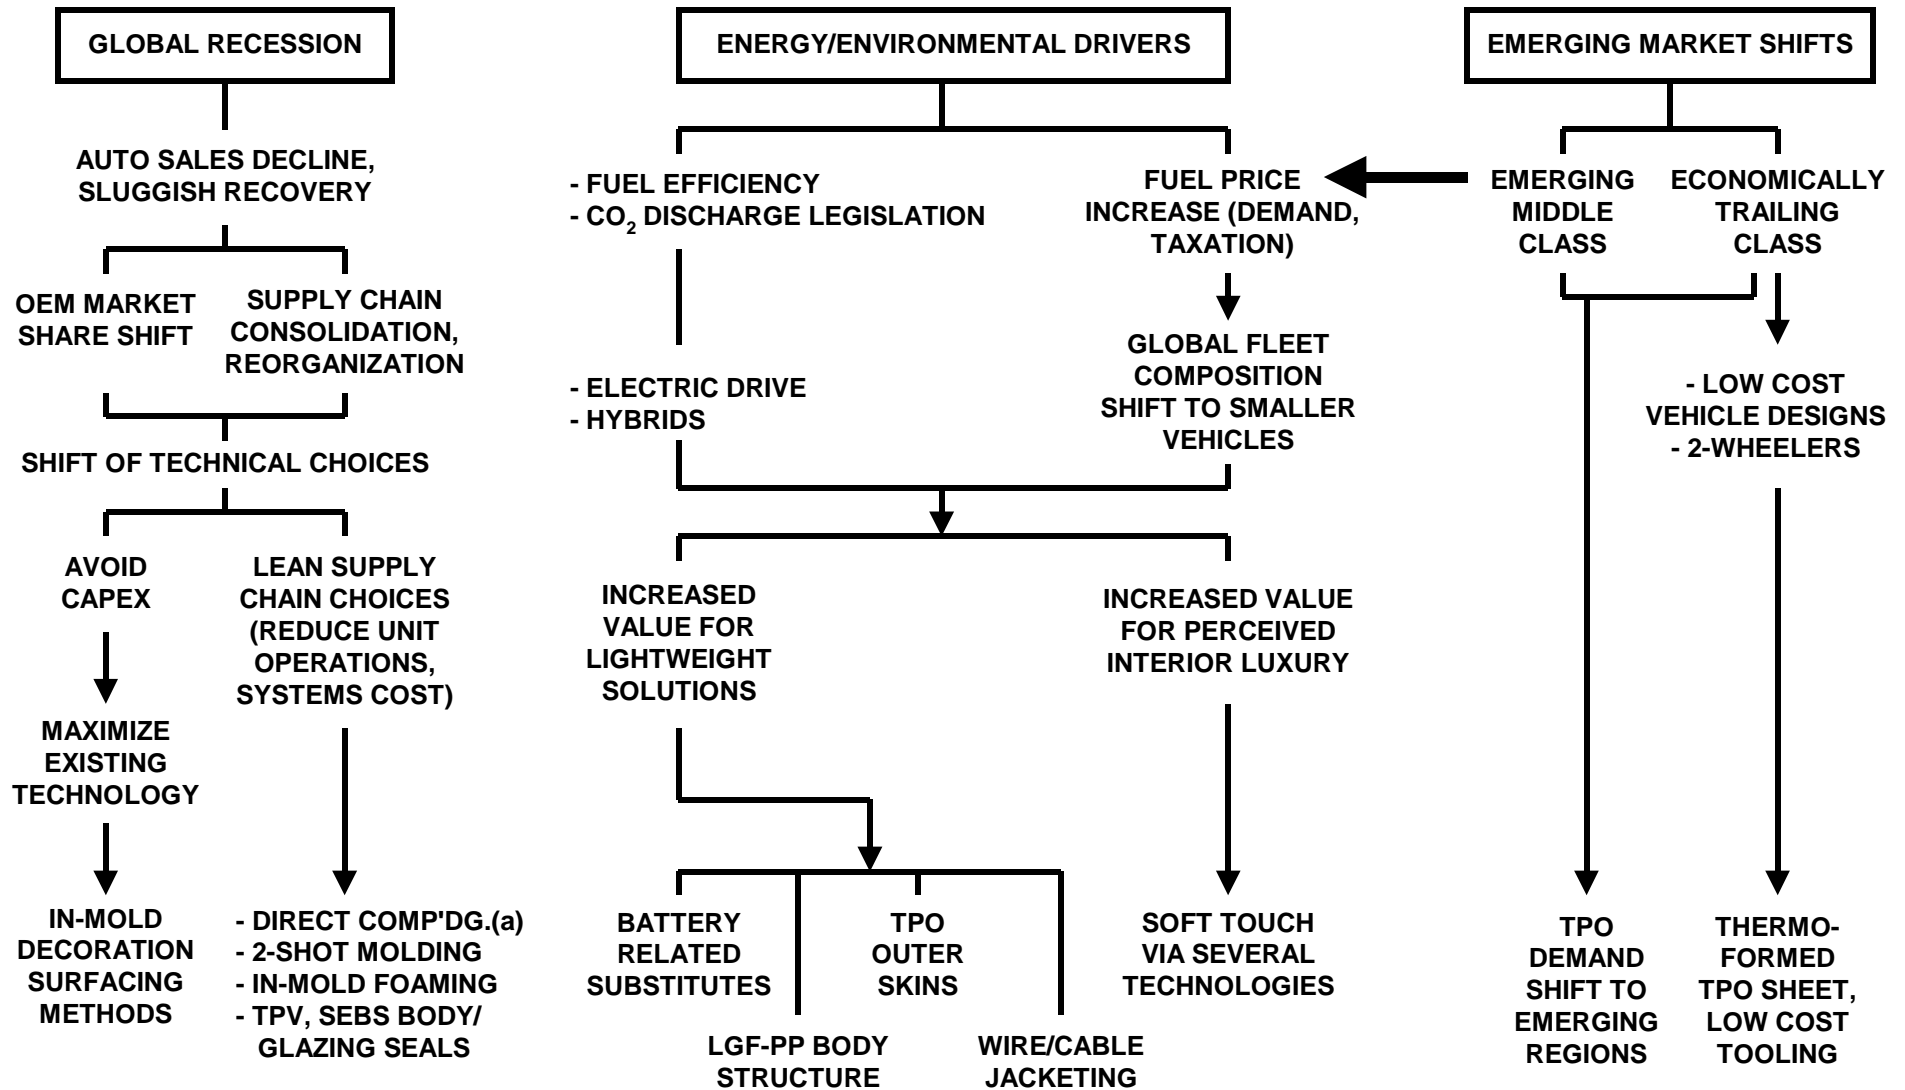 GLOBAL RECESSION
AUTO SALES DECLINE,
SLUGGISH RECOVERY
OEM MARKET
SHARE SHIFT
SUPPLY CHAIN
CONSOLIDATION,
REORGANIZATION
SHIFT OF TECHNICAL CHOICES
AVOID
CAPEX
MAXIMIZE
EXISTING
TECHNOLOGY
IN-MOLD
DECORATION
SURFACING
METHODS
LEAN SUPPLY
CHAIN CHOICES
(REDUCE UNIT
OPERATIONS,
SYSTEMS COST)
- DIRECT COMP'DG.(a)
- 2-SHOT MOLDING
- IN-MOLD FOAMING
- TPV, SEBS BODY/
GLAZING SEALS
ENERGY/ENVIRONMENTAL DRIVERS
- FUEL EFFICIENCY
- CO2 DISCHARGE LEGISLATION
- ELECTRIC DRIVE
- HYBRIDS
FUEL PRICE
INCREASE (DEMAND,
TAXATION)
GLOBAL FLEET
COMPOSITION
SHIFT TO SMALLER
VEHICLES
INCREASED
VALUE FOR
LIGHTWEIGHT
SOLUTIONS
BATTERY
RELATED
SUBSTITUTES
LGF-PP BODY
STRUCTURE
TPO
OUTER
SKINS
WIRE/CABLE
JACKETING
INCREASED VALUE
FOR PERCEIVED
INTERIOR LUXURY
SOFT TOUCH
VIA SEVERAL
TECHNOLOGIES
EMERGING MARKET SHIFTS
EMERGING
MIDDLE
CLASS
ECONOMICALLY
TRAILING
CLASS
- LOW COST
VEHICLE DESIGNS
- 2-WHEELERS
TPO
DEMAND
SHIFT TO
EMERGING
REGIONS
THERMO-
FORMED
TPO SHEET,
LOW COST
TOOLING